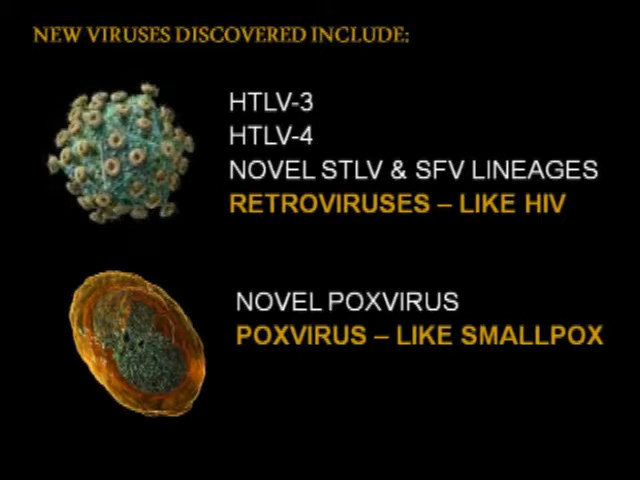 NEW VIRUSES DISCOVERED INCLUDE:
HTLV-3
HTLV-4
NOVEL STLV & SFV LINEAGES
RETROVIRUSES – LIKE HIV
NOVEL POXVIRUS
POXVIRUS – LIKE SMALLPOX